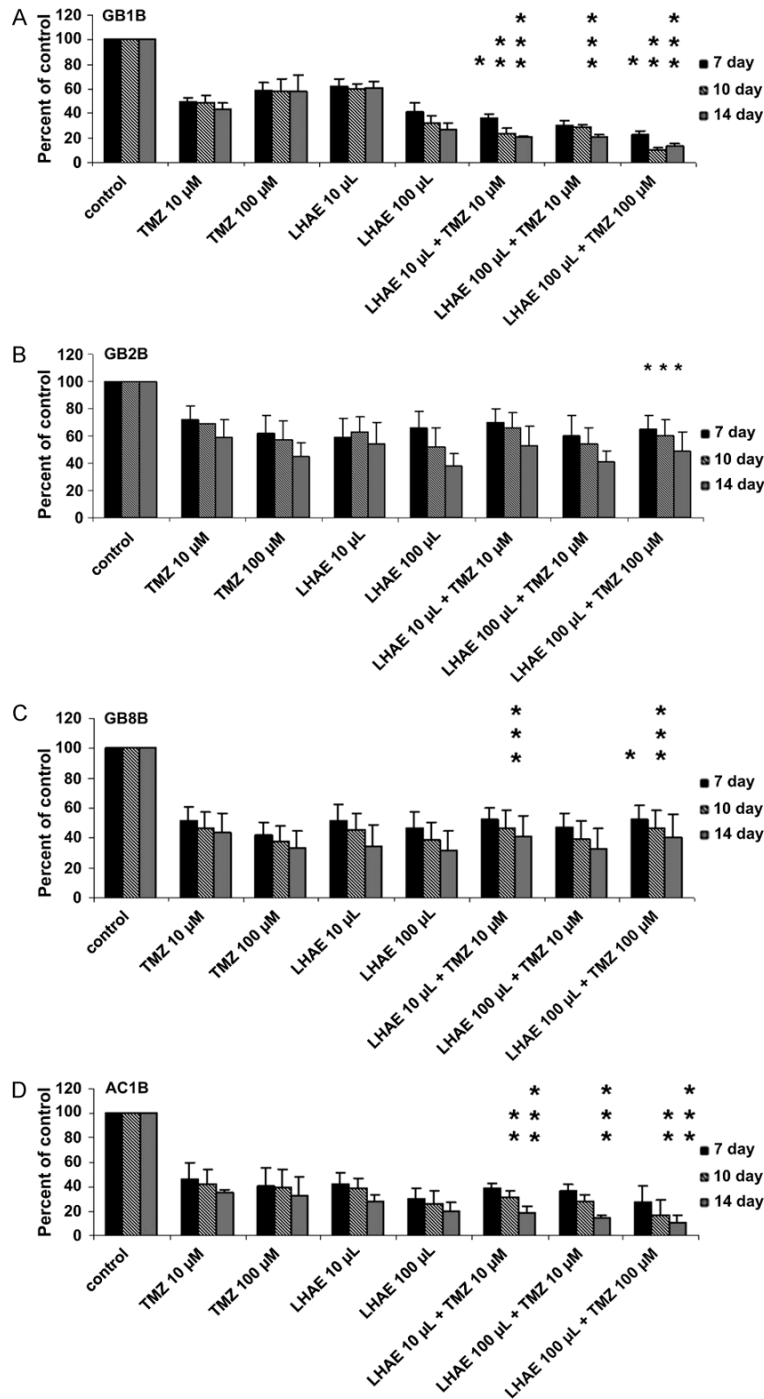 A
GB1B
Percent of control
120
100
80
60
40
20
0
* * *
* * *
* * * * * * *
7 day
10 day
14 day
control
TMZ 10 µM
TMZ 100 µM
LHAE 10 µL
LHAE 100 µL
LHAE 10 µL + TMZ 10 µM
LHAE 100 µL + TMZ 10 µM
LHAE 100 µL + TMZ 100 µM
B
GB2B
Percent of control
120
100
80
60
40
20
0
* * *
7 day
10 day
14 day
control
TMZ 10 µM
TMZ 100 µM
LHAE 10 µL
LHAE 100 µL
LHAE 10 µL + TMZ 10 µM
LHAE 100 µL + TMZ 10 µM
LHAE 100 µL + TMZ 100 µM
C
GB8B
Percent of control
120
100
80
60
40
20
0
* *
* *
* * *
7 day
10 day
14 day
control
TMZ 10 µM
TMZ 100 µM
LHAE 10 µL
LHAE 100 µL
LHAE 10 µL + TMZ 10 µM
LHAE 100 µL + TMZ 10 µM
LHAE 100 µL + TMZ 100 µM
D
AC1B
Percent of control
120
100
80
60
40
20
0
* * *
* * * * *
* * * * *
7 day
10 day
14 day
control
TMZ 10 µM
TMZ 100 µM
LHAE 10 µL
LHAE 100 µL
LHAE 10 µL + TMZ 10 µM
LHAE 100 µL + TMZ 10 µM
LHAE 100 µL + TMZ 100 µM